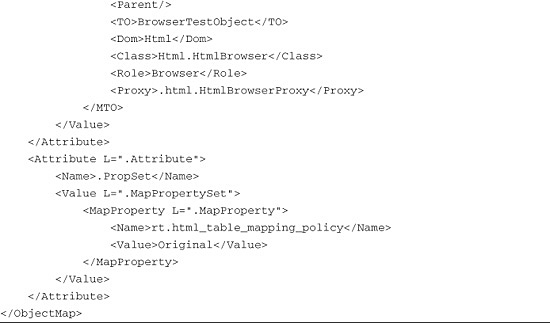 <Parent/>
<TO>BrowserTestObject</TO>
<Dom>Html</Dom>
<Class>Html.HtmlBrowser</Class>
<Role>Browser</Role>
<Proxy>.html.HtmlBrowserProxy</Proxy>
</MTO>
</Value>
</Attribute>
<Attribute L=".Attribute">
<Name>.PropSet</Name>
<Value L=".MapPropertySet">
<MapProperty L=".MapProperty">
<Name>rt.html_table_mapping_policy</Name>
<Value>Original</Value>
</MapProperty>
</Value>
</Attribute>
</ObjectMap>